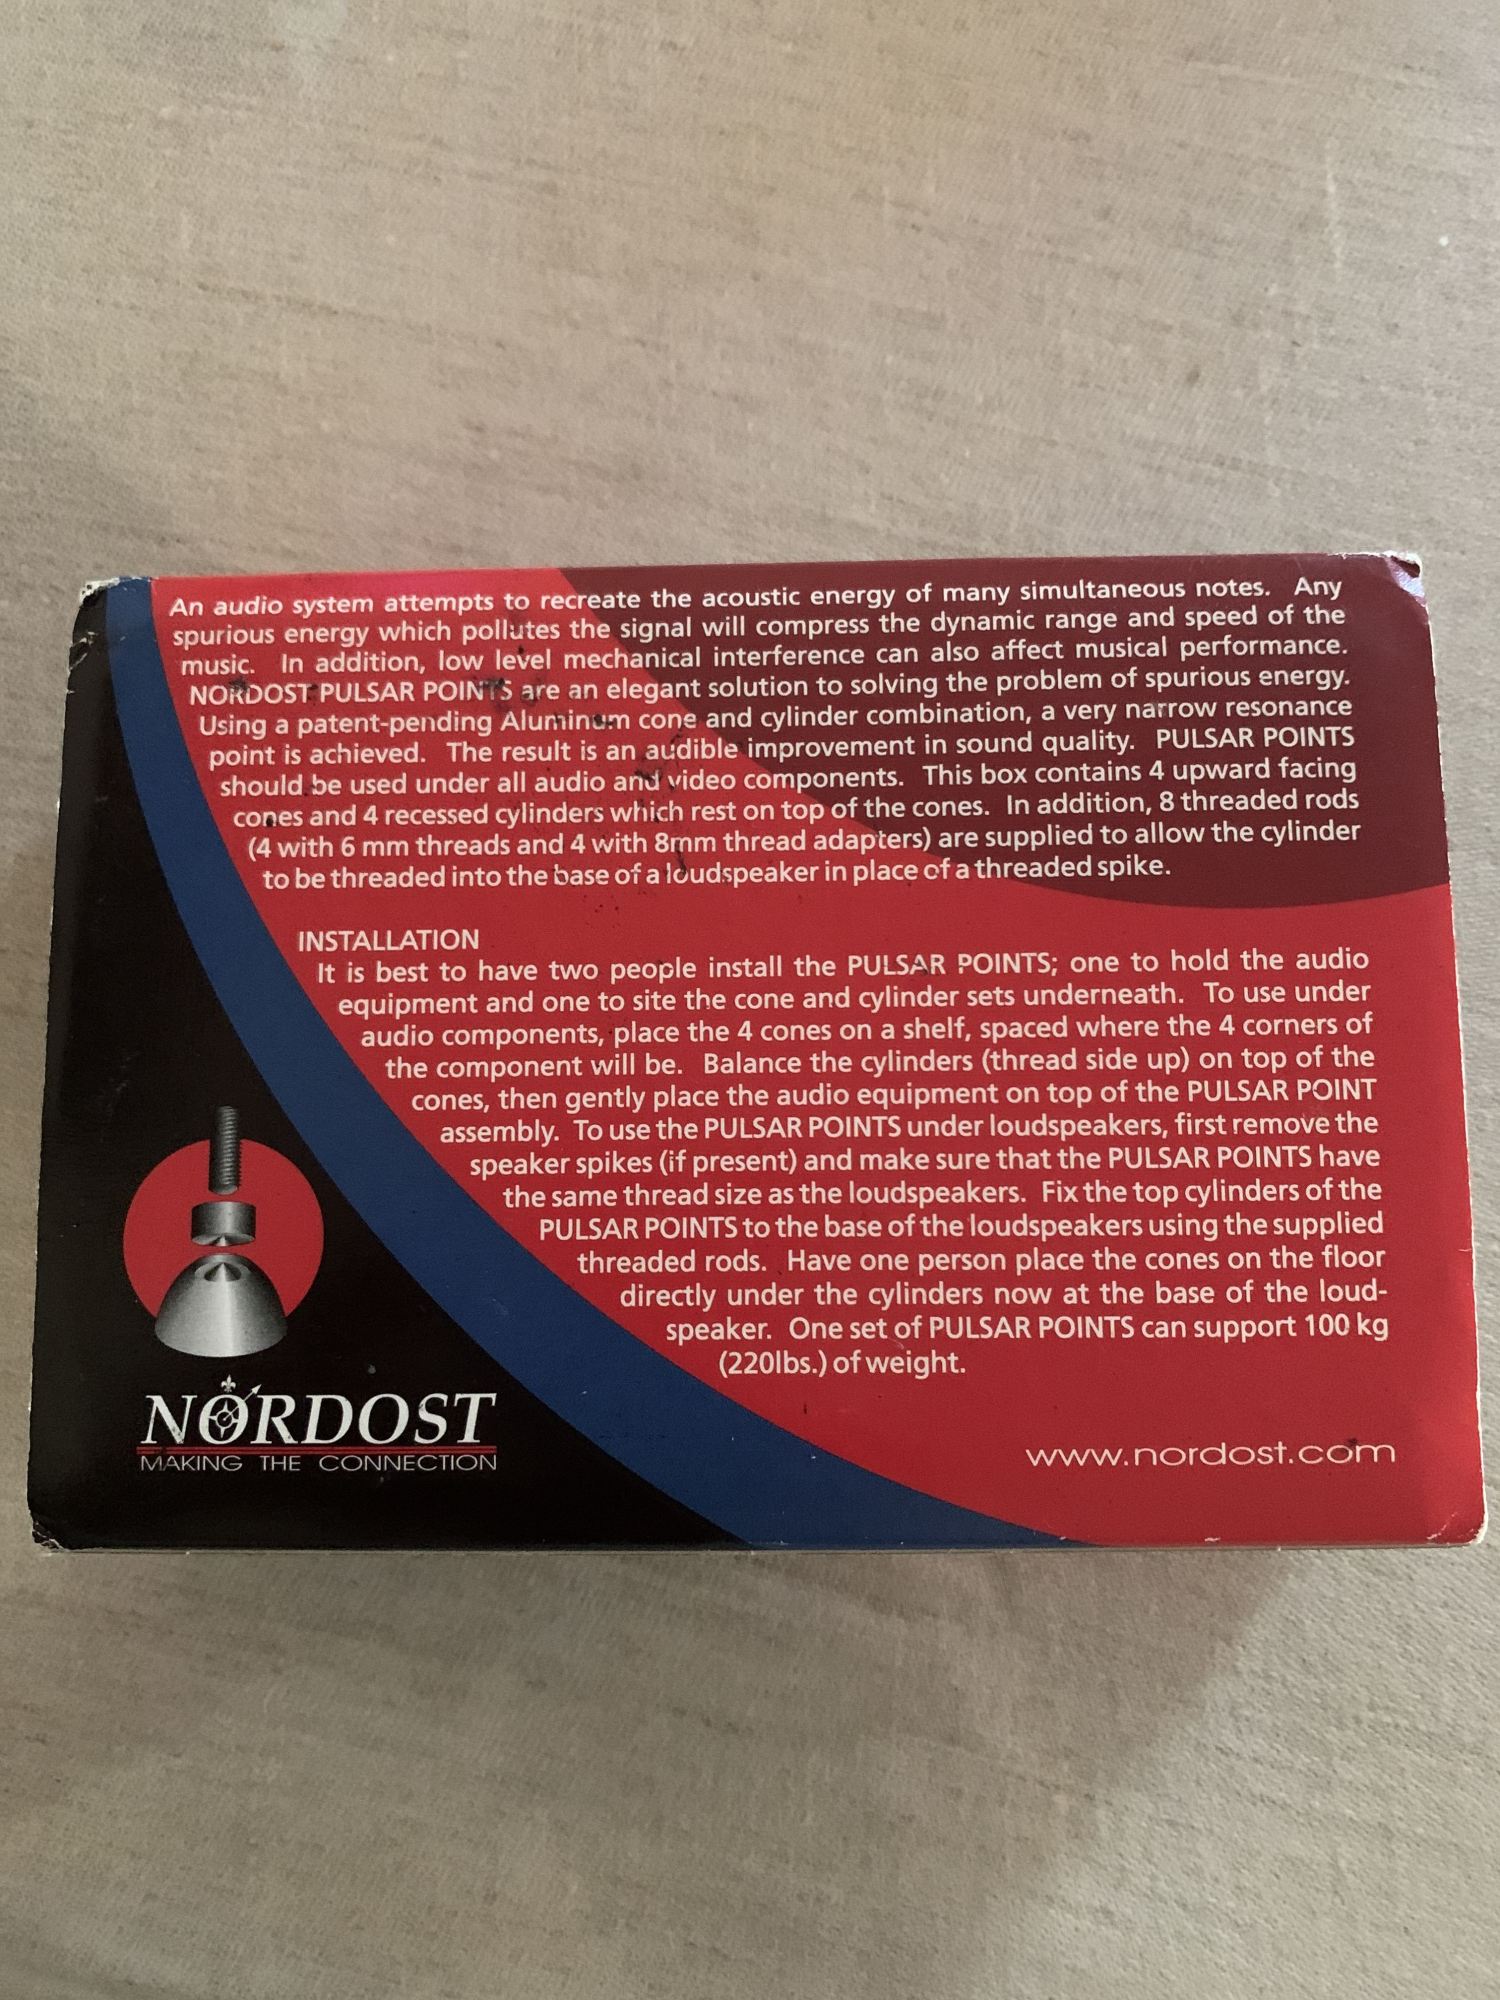 An audio system attempts to recreate the acoustic energy of many simultaneous notes. Any
spurious energy which pollutes the signal will compress the dynamic range and speed of the
music. In addition, low level mechanical interference can also affect musical performance.
NORDOST PULSAR POINTS are an elegant solution to solving the problem of spurious energy.
Using a patent-pending Aluminum cone and cylinder combination, a very narrow resonance
point is achieved. The result is an audible improvement in sound quality. PULSAR POINTS
should be used under all audio and video components. This box contains 4 upward facing
cones and 4 recessed cylinders which rest on top of the cones. In addition, 8 threaded rods
(4 with 6 mm threads and 4 with 8mm thread adapters) are supplied to allow the cylinder
to be threaded into the base of a loudspeaker in place of a threaded spike.
INSTALLATION
It is best to have two people install the PULSAR POINTS; one to hold the audio
equipment and one to site the cone and cylinder sets underneath. To use under
audio components, place the 4 cones on a shelf, spaced where the 4 corners of
the component will be. Balance the cylinders (thread side up) on top of the
cones, then gently place the audio equipment on top of the PULSAR POINT
assembly. To use the PULSAR POINTS under loudspeakers, first remove the
speaker spikes (if present) and make sure that the PULSAR POINTS have
the same thread size as the loudspeakers. Fix the top cylinders of the
PULSAR POINTS to the base of the loudspeakers using the supplied
threaded rods. Have one person place the cones on the floor
directly under the cylinders now at the base of the loud-
speaker. One set of PULSAR POINTS can support 100 kg
(220lbs.) of weight.
NORDOST
MAKING THE CONNECTION
www.nordost.com